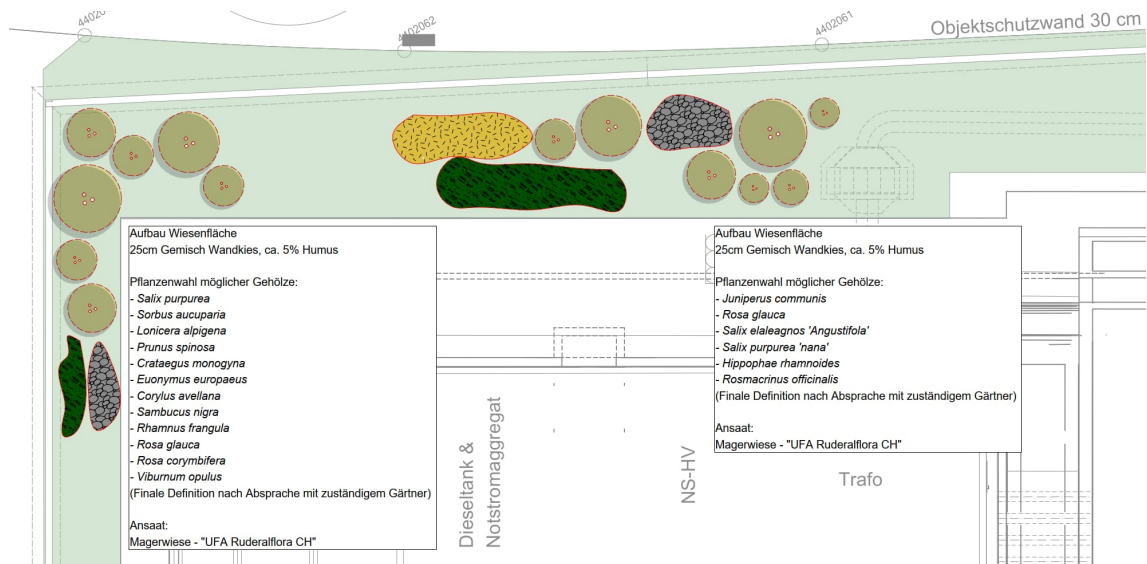 4402062
4402061
Objektschutzwand 30 cm
Aufbau Wiesenfläche
25cm Gemisch Wandkies, ca. 5% Humus
Pflanzenwahl möglicher Gehölze:
- Salix purpurea
- Sorbus aucuparia
- Lonicera alpigena
- Prunus spinosa
- Crataegus monogyna
- Euonymus europaeus
- Corylus avellana
- Sambucus nigra
- Rhamnus frangula
- Rosa glauca
- Rosa corymbifera
- Viburnum opulus
(Finale Definition nach Absprache mit zuständigem Gärtner)
Ansaat:
Magerwiese - "UFA Ruderalflora CH"
Aufbau Wiesenfläche
25cm Gemisch Wandkies, ca. 5% Humus
Pflanzenwahl möglicher Gehölze:
- Juniperus communis
- Rosa glauca
- Salix elaleagnos 'Angustifola'
- Salix purpurea 'nana'
- Hippophae rhamnoides
- Rosmacrinus officinalis
(Finale Definition nach Absprache mit zuständigem Gärtner)
Ansaat:
Magerwiese - "UFA Ruderalflora CH"
Dieseltank &
Notstromaggregat
NS-HV
Trafo